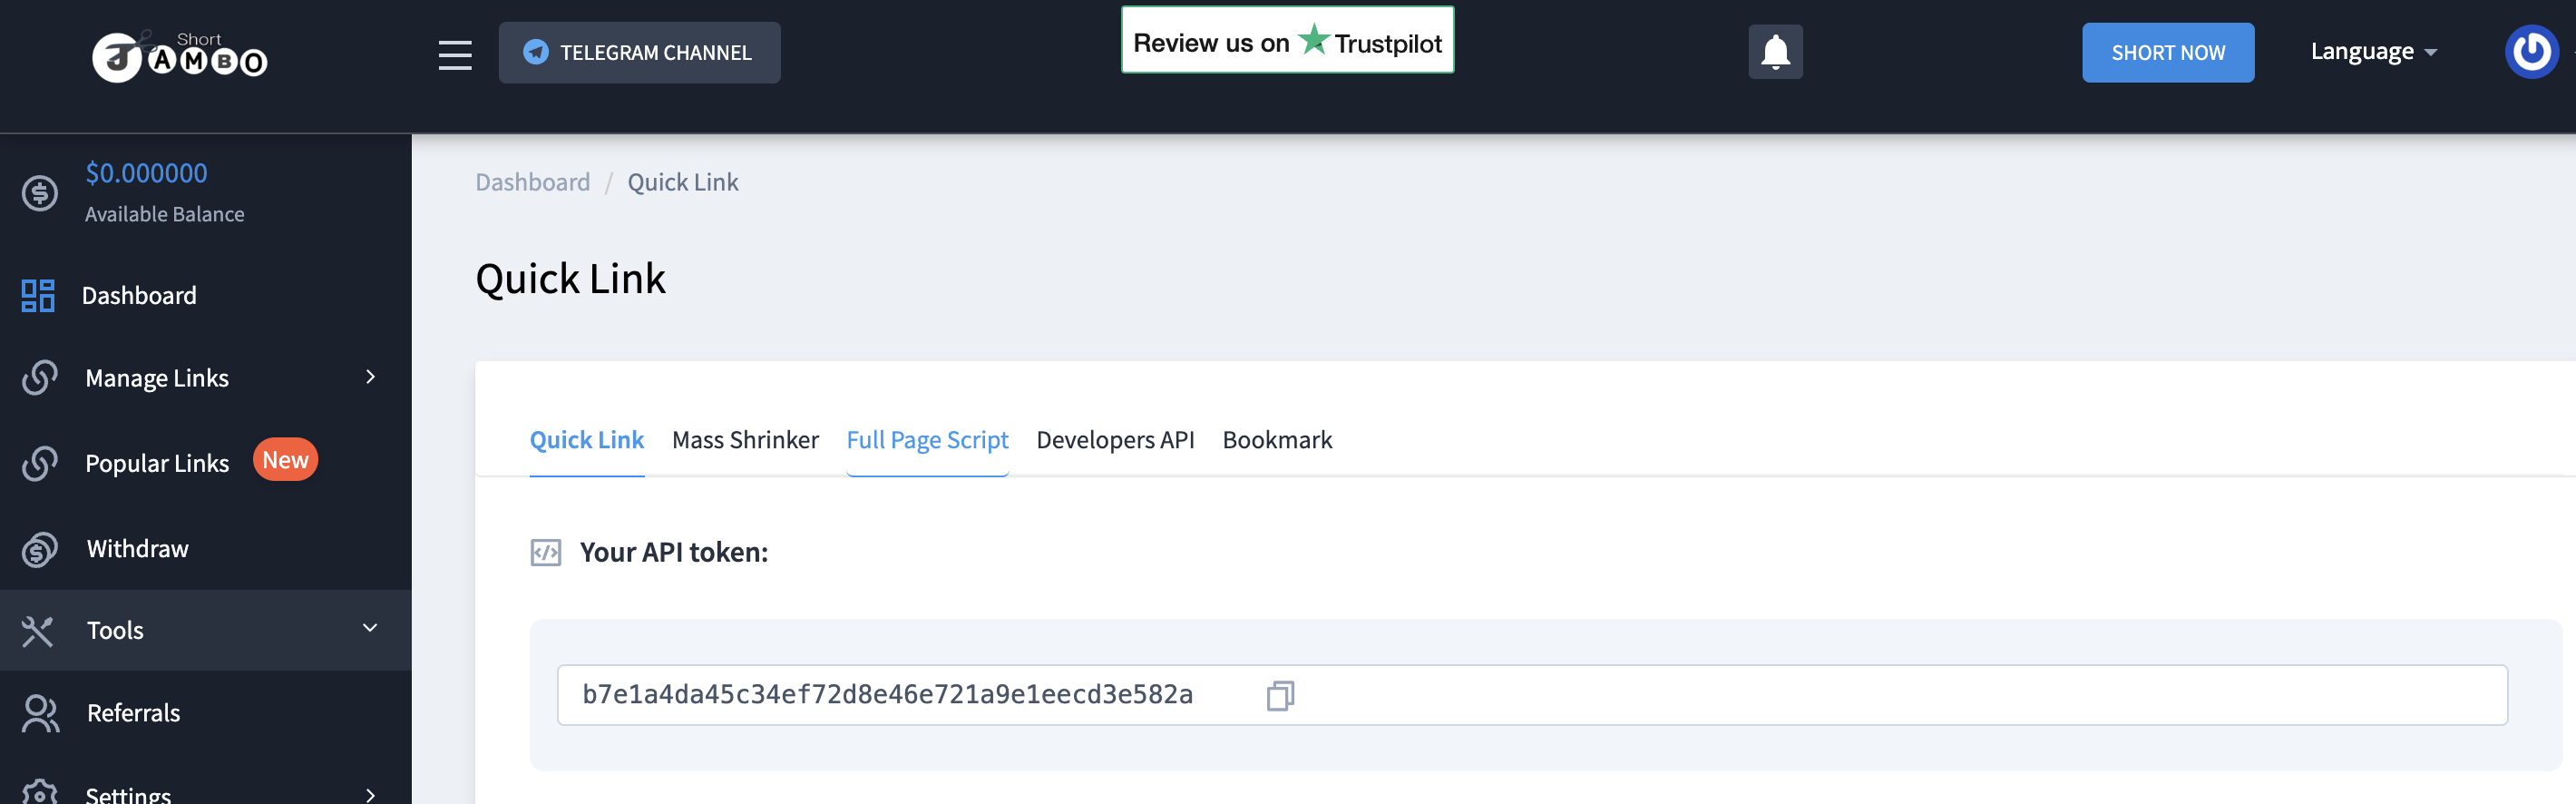 Short
JAMBO
TELEGRAM CHANNEL
Review us on Trustpilot
SHORT NOW
Language
$0.000000
Available Balance
Dashboard
Manage Links
Popular Links New
Withdraw
Tools
Referrals
Settings
Dashboard / Quick Link
Quick Link
Quick Link Mass Shrinker Full Page Script Developers API Bookmark
</> Your API token:
b7e1a4da45c34ef72d8e46e721a9e1eecd3e582a